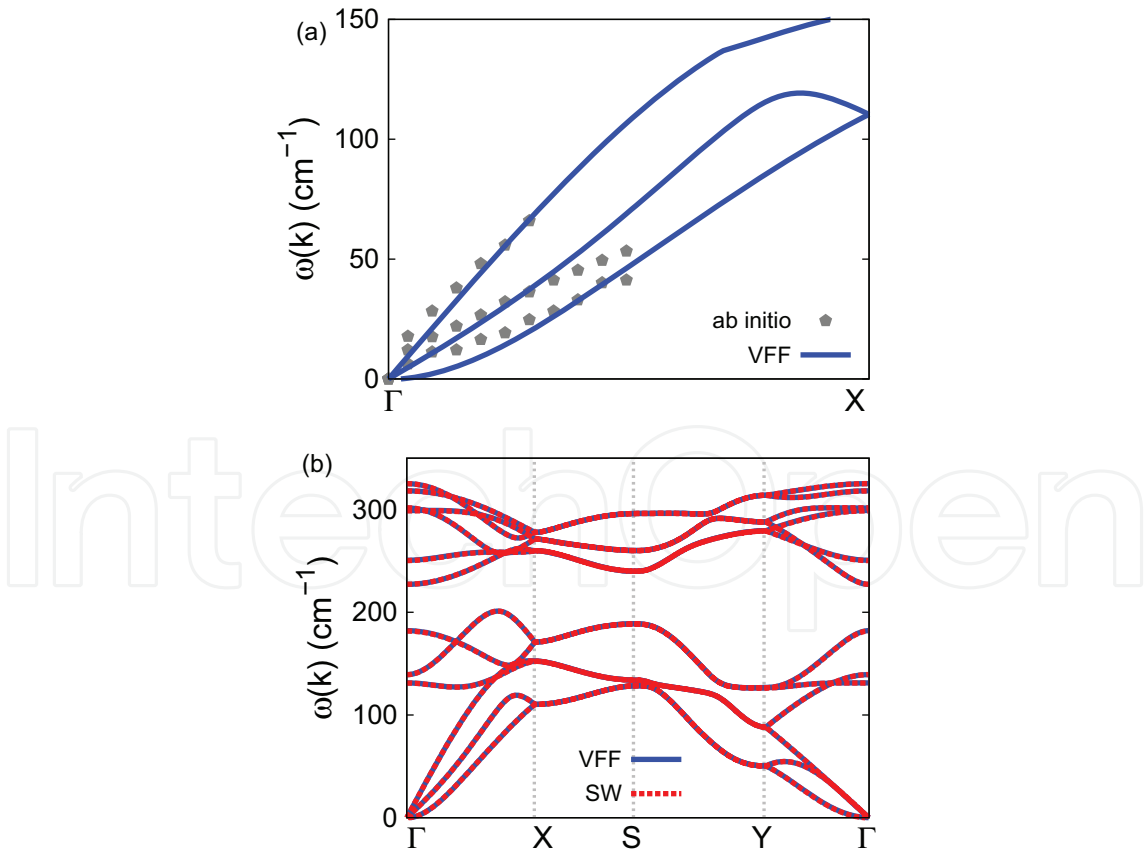 (a)
150
100
50
0
ω(k) (cm⁻¹)
ab initio
VFF
Γ X
(b)
300
200
100
0
ω(k) (cm⁻¹)
VFF
SW
Γ X S Y Γ
IntechOpen